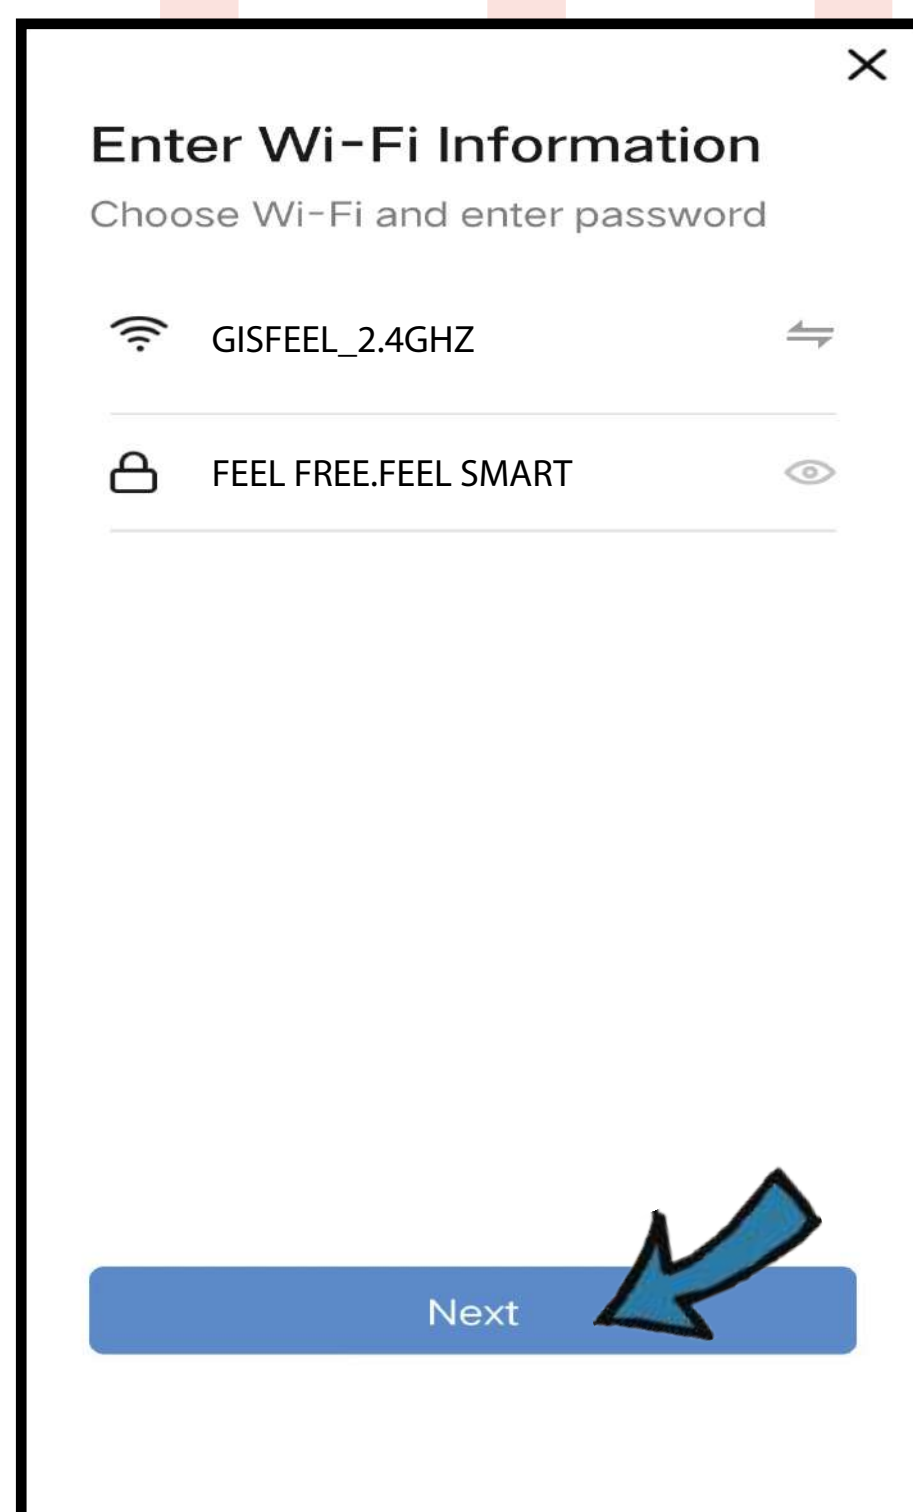 Enter Wi-Fi Information
Choose Wi-Fi and enter password
GISFEEL_2.4GHZ
FEEL FREE.FEEL SMART
Next